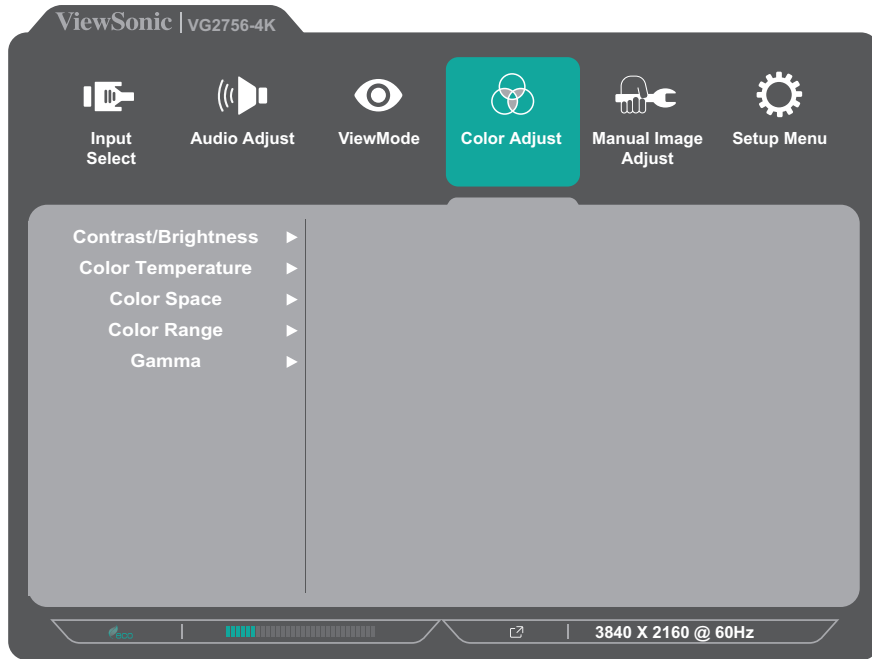 ViewSonic | VG2756-4K
Input
Select
Audio Adjust
ViewMode
Color Adjust
Manual Image
Adjust
Setup Menu
Contrast/Brightness
Color Temperature
Color Space
Color Range
Gamma
eco
3840 X 2160 @ 60Hz